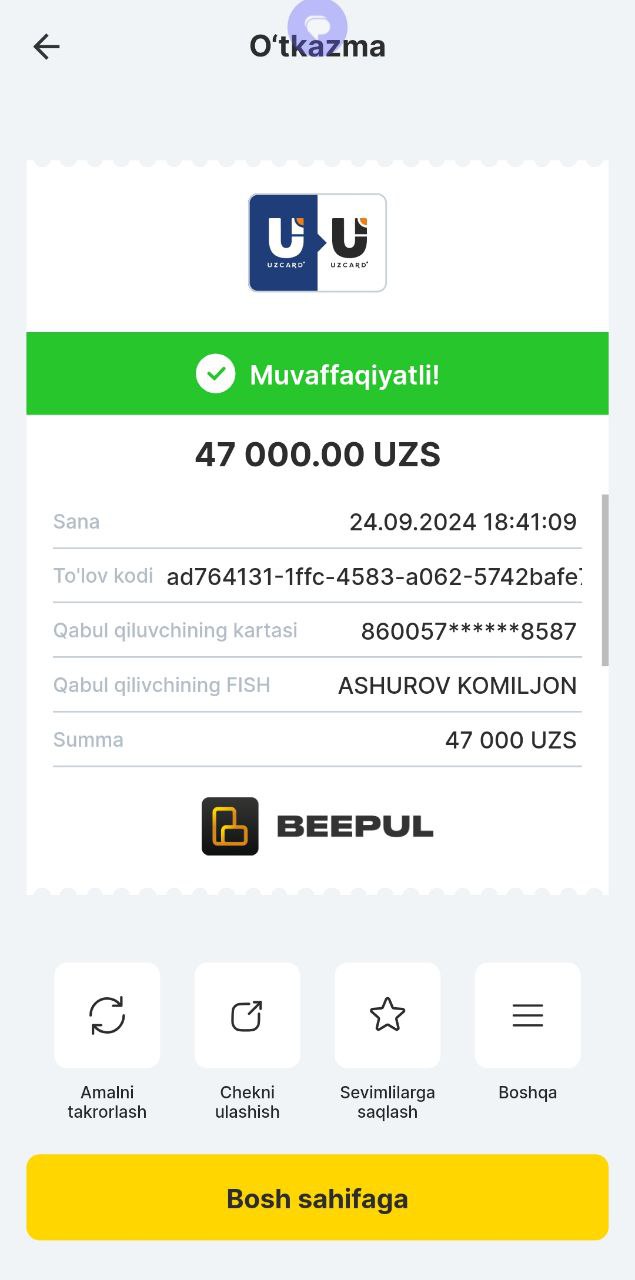 O‘tkazma
UZCARD UZCARD
Muvaffaqiyatli!
47 000.00 UZS
Sana 24.09.2024 18:41:09
To'lov kodi ad764131-1ffc-4583-a062-5742bafe
Qabul qiluvchining kartasi 860057******8587
Qabul qilivchining FISH ASHUROV KOMILJON
Summa 47 000 UZS
BEEPUL
Amalni
takrorlash
Chekni
ulashish
Sevimlilarga
saqlash
Boshqa
Bosh sahifaga